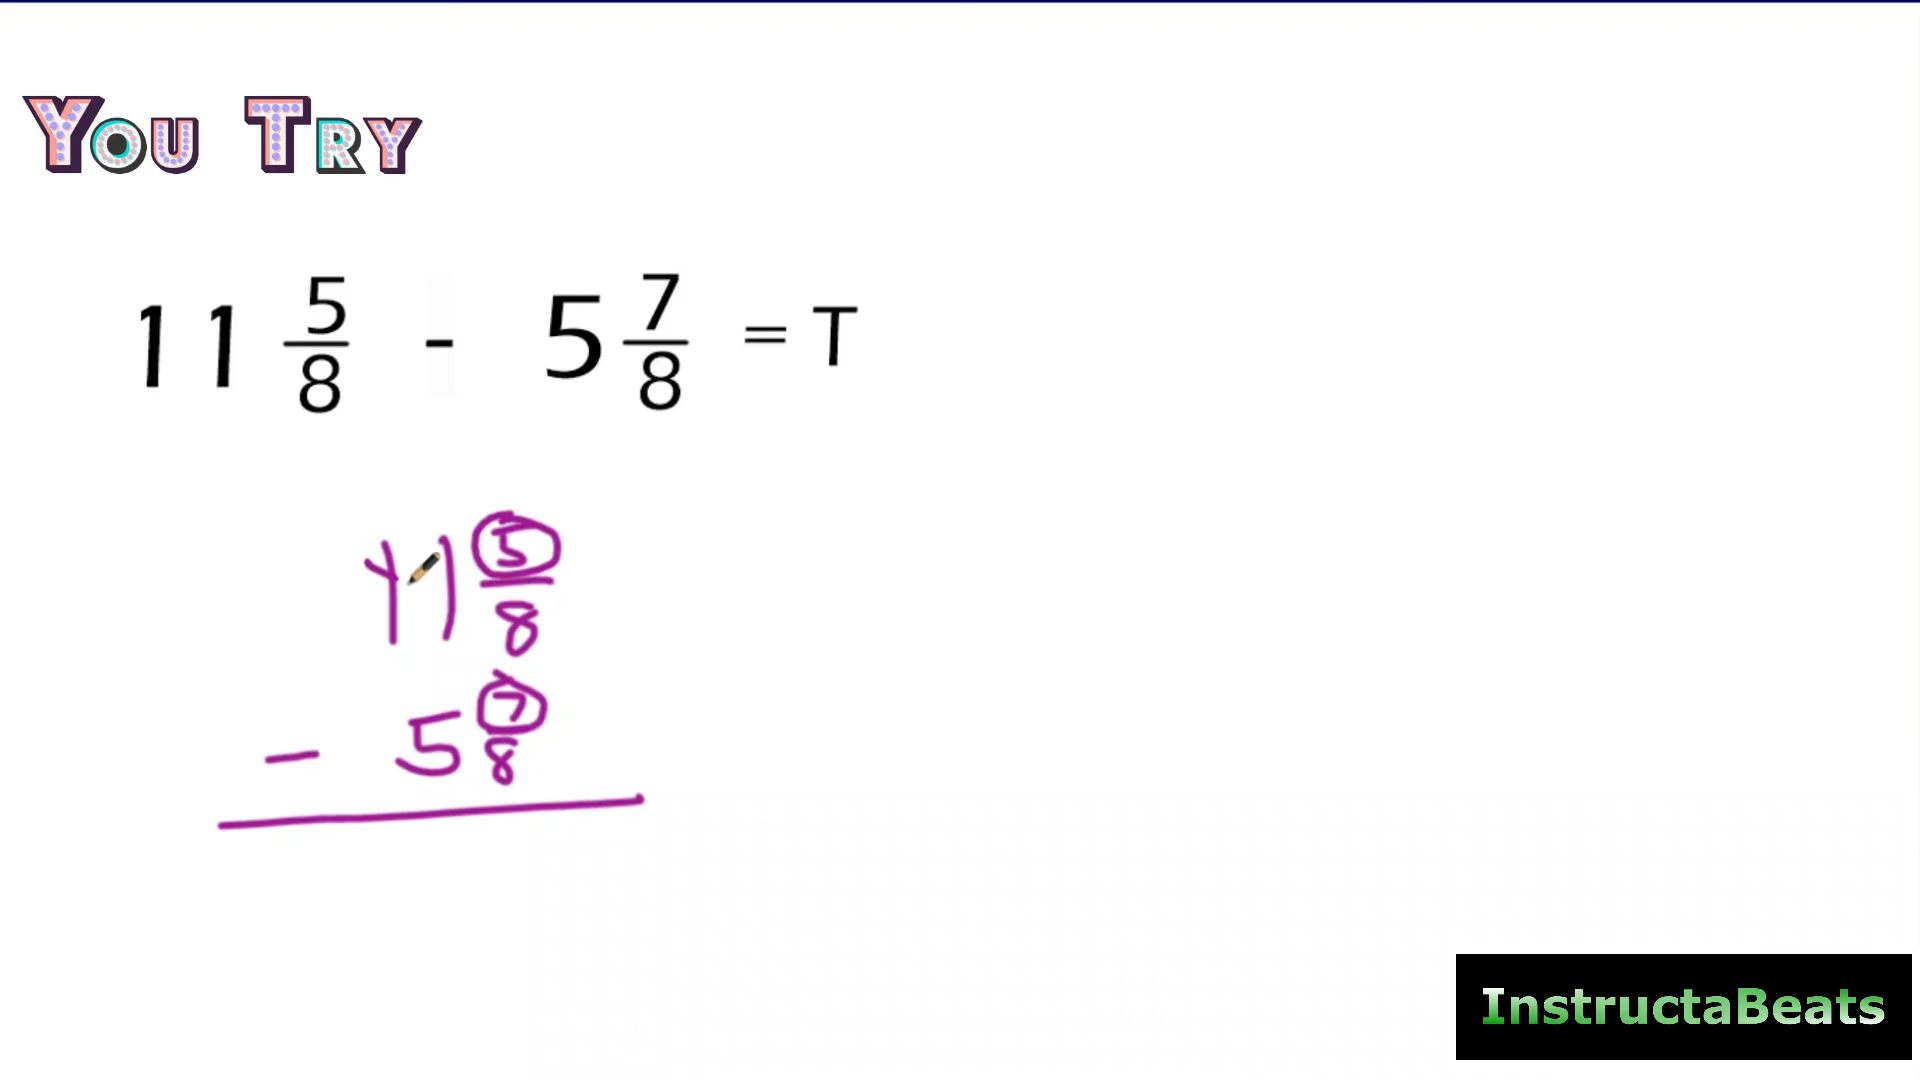 You Try
11 5/8 - 5 7/8 = T
11 5/8
- 5 7/8
InstructaBeats